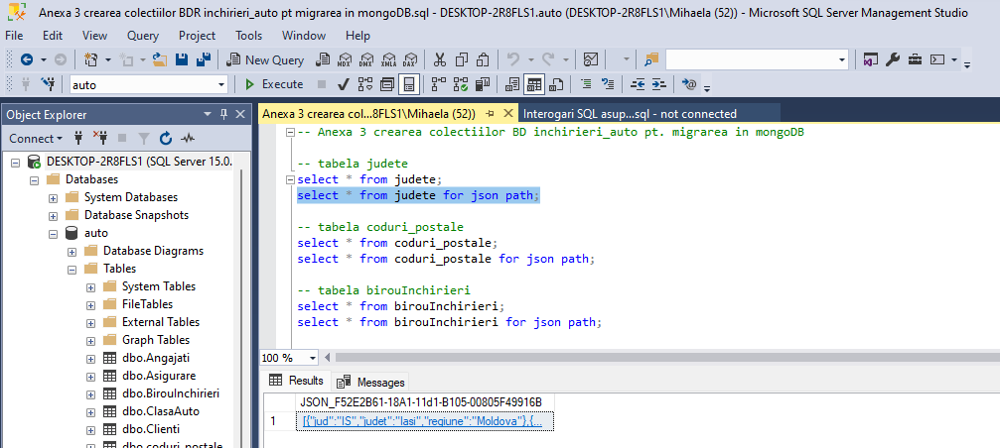 Anexa 3 crearea colectiilor BDR inchirieri_auto pt migrarea in mongoDB.sql - DESKTOP-2R8FLS1.auto (DESKTOP-2R8FLS1\Mihaela (52)) - Microsoft SQL Server Management Studio
File Edit View Query Project Tools Window Help
New Query MDX DMX XMLA DAX
auto Execute
Object Explorer
Connect
DESKTOP-2R8FLS1 (SQL Server 15.0.
Databases
System Databases
Database Snapshots
auto
Database Diagrams
Tables
System Tables
FileTables
External Tables
Graph Tables
dbo.Angajati
dbo.Asigurare
dbo.BirouInchirieri
dbo.ClasaAuto
dbo.Clienti
dbo.coduri_postale
Anexa 3 crearea col...8FLS1\Mihaela (52)) Interogari SQL asup...sql - not connected
-- Anexa 3 crearea colectiilor BD inchirieri_auto pt. migrarea in mongoDB
-- tabela judete
select * from judete;
select * from judete for json path;
-- tabela coduri_postale
select * from coduri_postale;
select * from coduri_postale for json path;
-- tabela birouInchirieri
select * from birouInchirieri;
select * from birouInchirieri for json path;
100 %
Results Messages
JSON_F52E2B61-18A1-11d1-B105-00805F49916B
1 [{"jud":"IS","judet":"Iasi","regiune":"Moldova"},{...